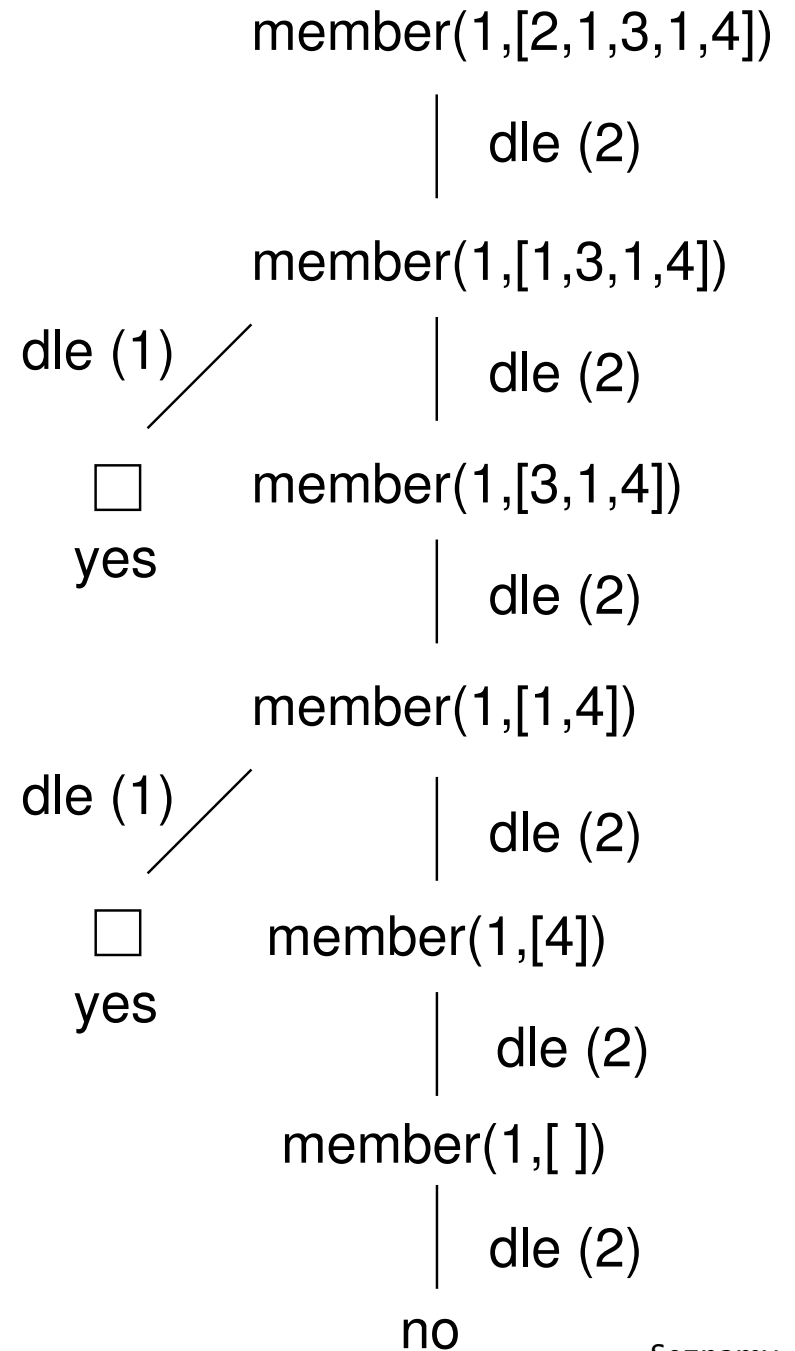 member(1,[2,1,3,1,4])
dle (2)
member(1,[1,3,1,4])
dle (1)
dle (2)
□
yes
member(1,[3,1,4])
dle (2)
member(1,[1,4])
dle (1)
dle (2)
□
yes
member(1,[4])
dle (2)
member(1,[ ])
dle (2)
no